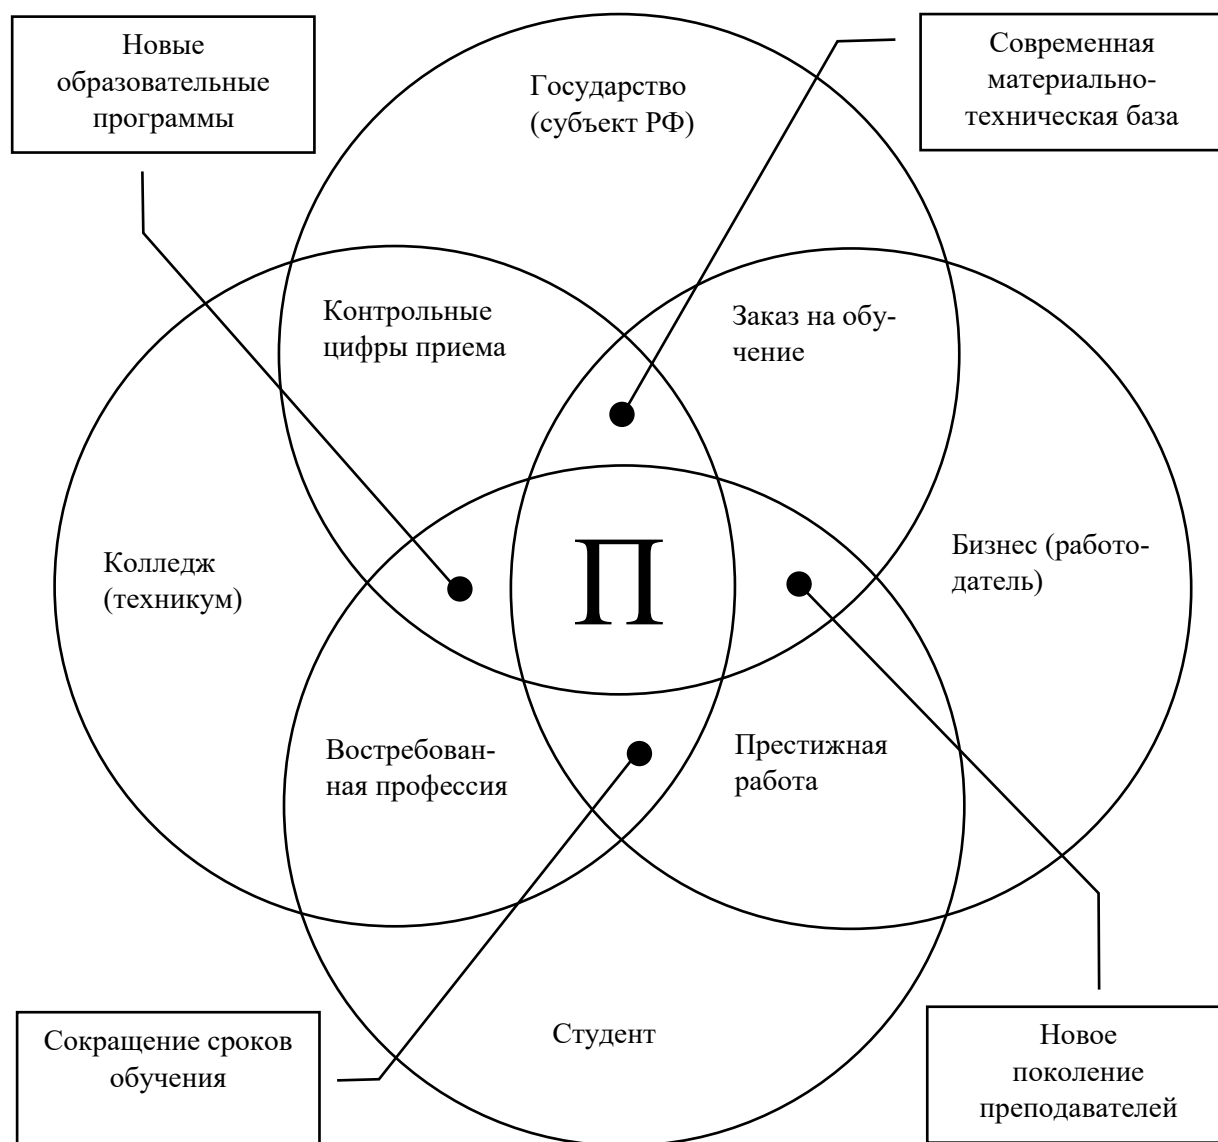 Новые
образовательные
программы
Государство
(субъект РФ)
Современная
материально-
техническая база
Контрольные
цифры приема
Заказ на обу-
чение
Колледж
(техникум)
П
Бизнес (работо-
датель)
Востребован-
ная профессия
Престижная
работа
Сокращение сроков
обучения
Студент
Новое
поколение
преподавателей